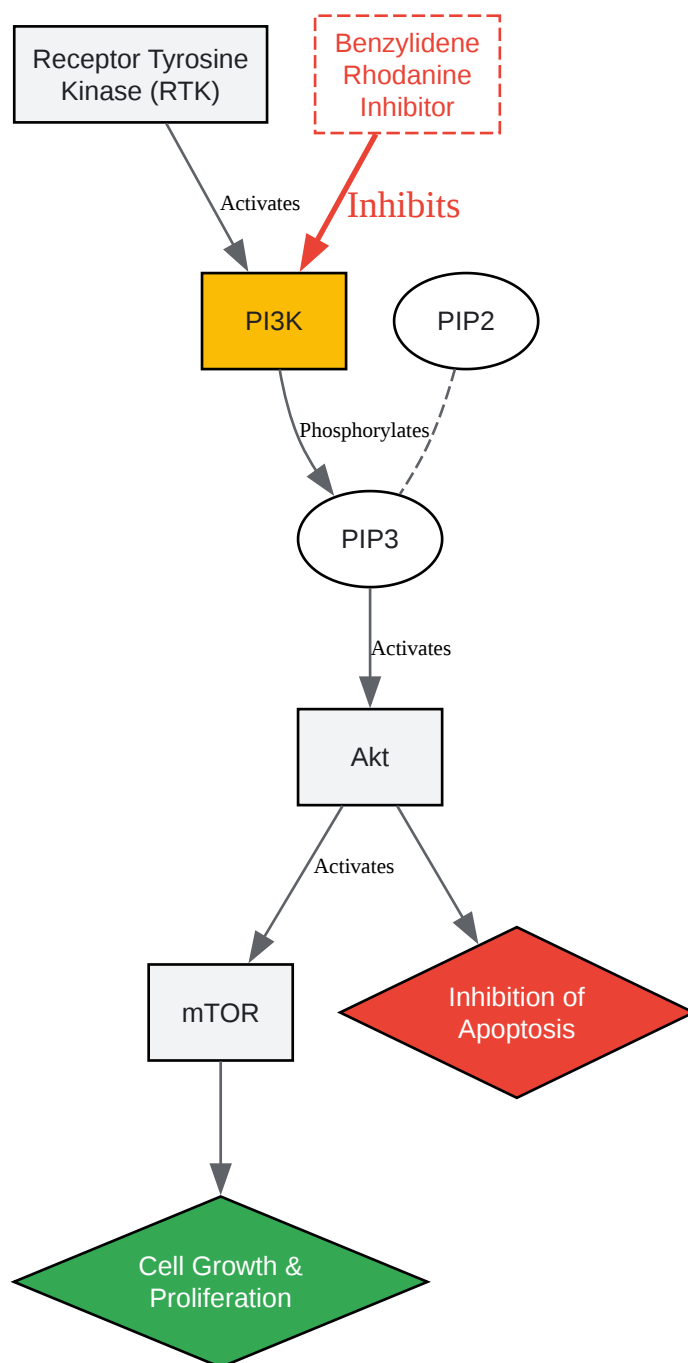 Receptor Tyrosine
Kinase (RTK)
Benzylidene
Rhodanine
Inhibitor
Activates
Inhibits
PI3K
PIP2
Phosphorylates
PIP3
Activates
Akt
Activates
mTOR
Inhibition of
Apoptosis
Cell Growth &
Proliferation